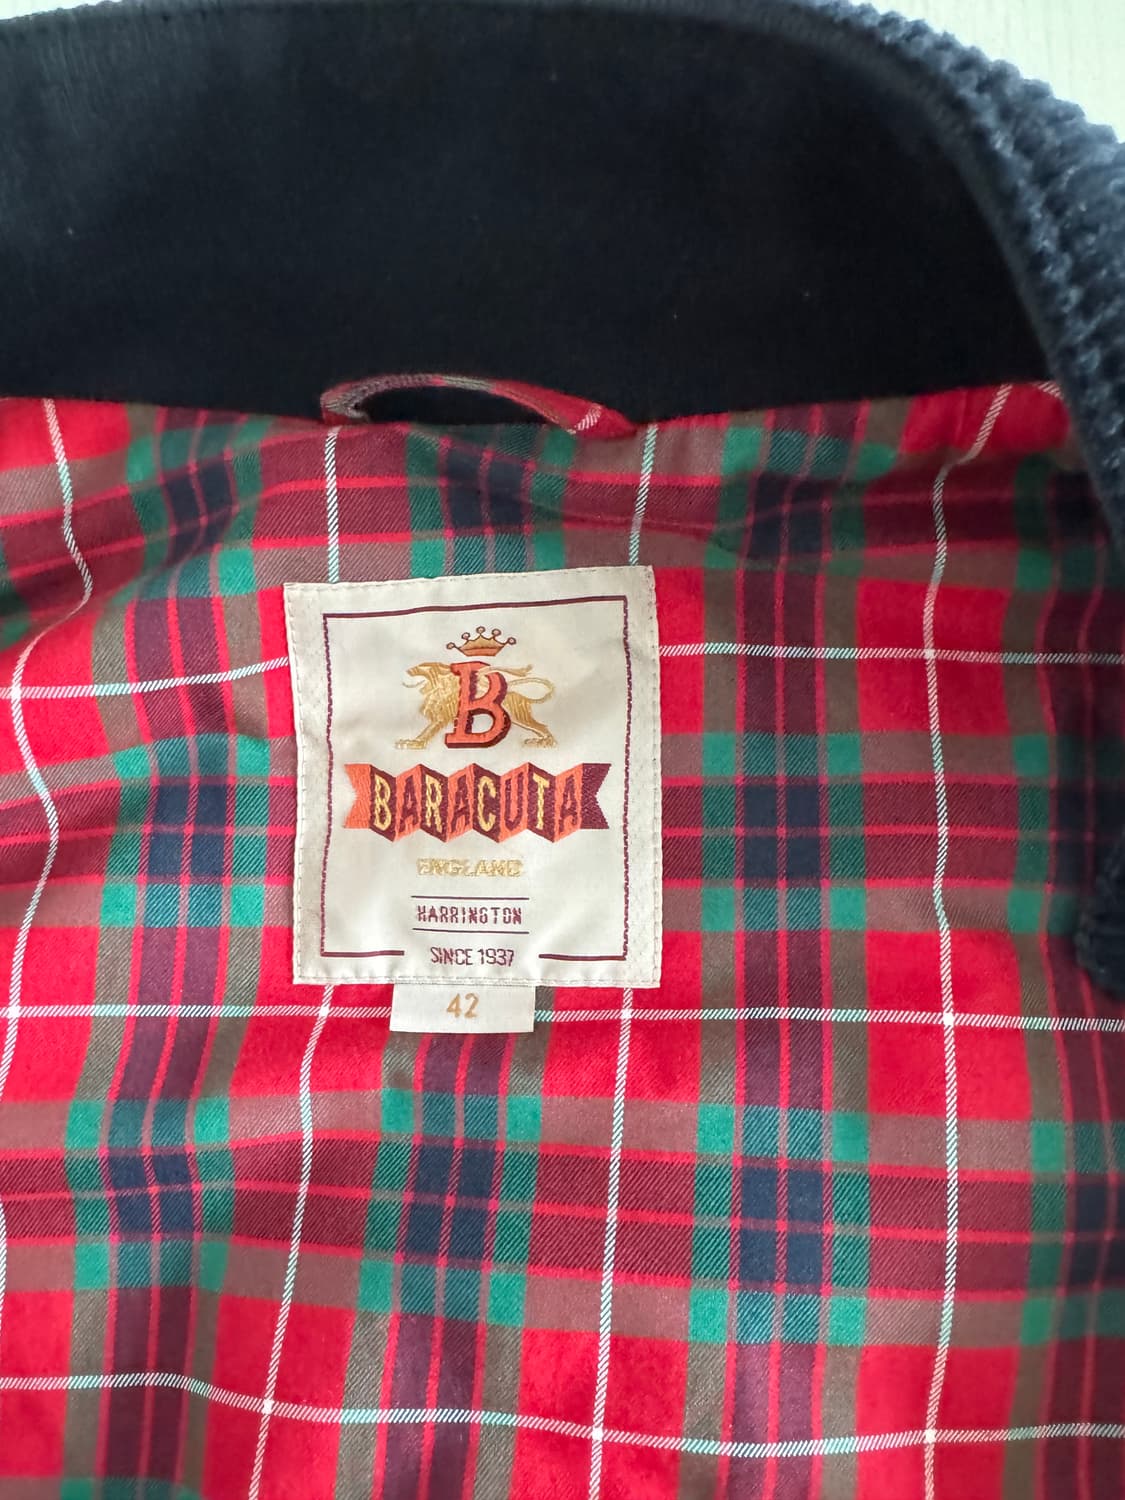 B
BARACUTA
ENGLAND
HARRINGTON
SINCE 1937
42